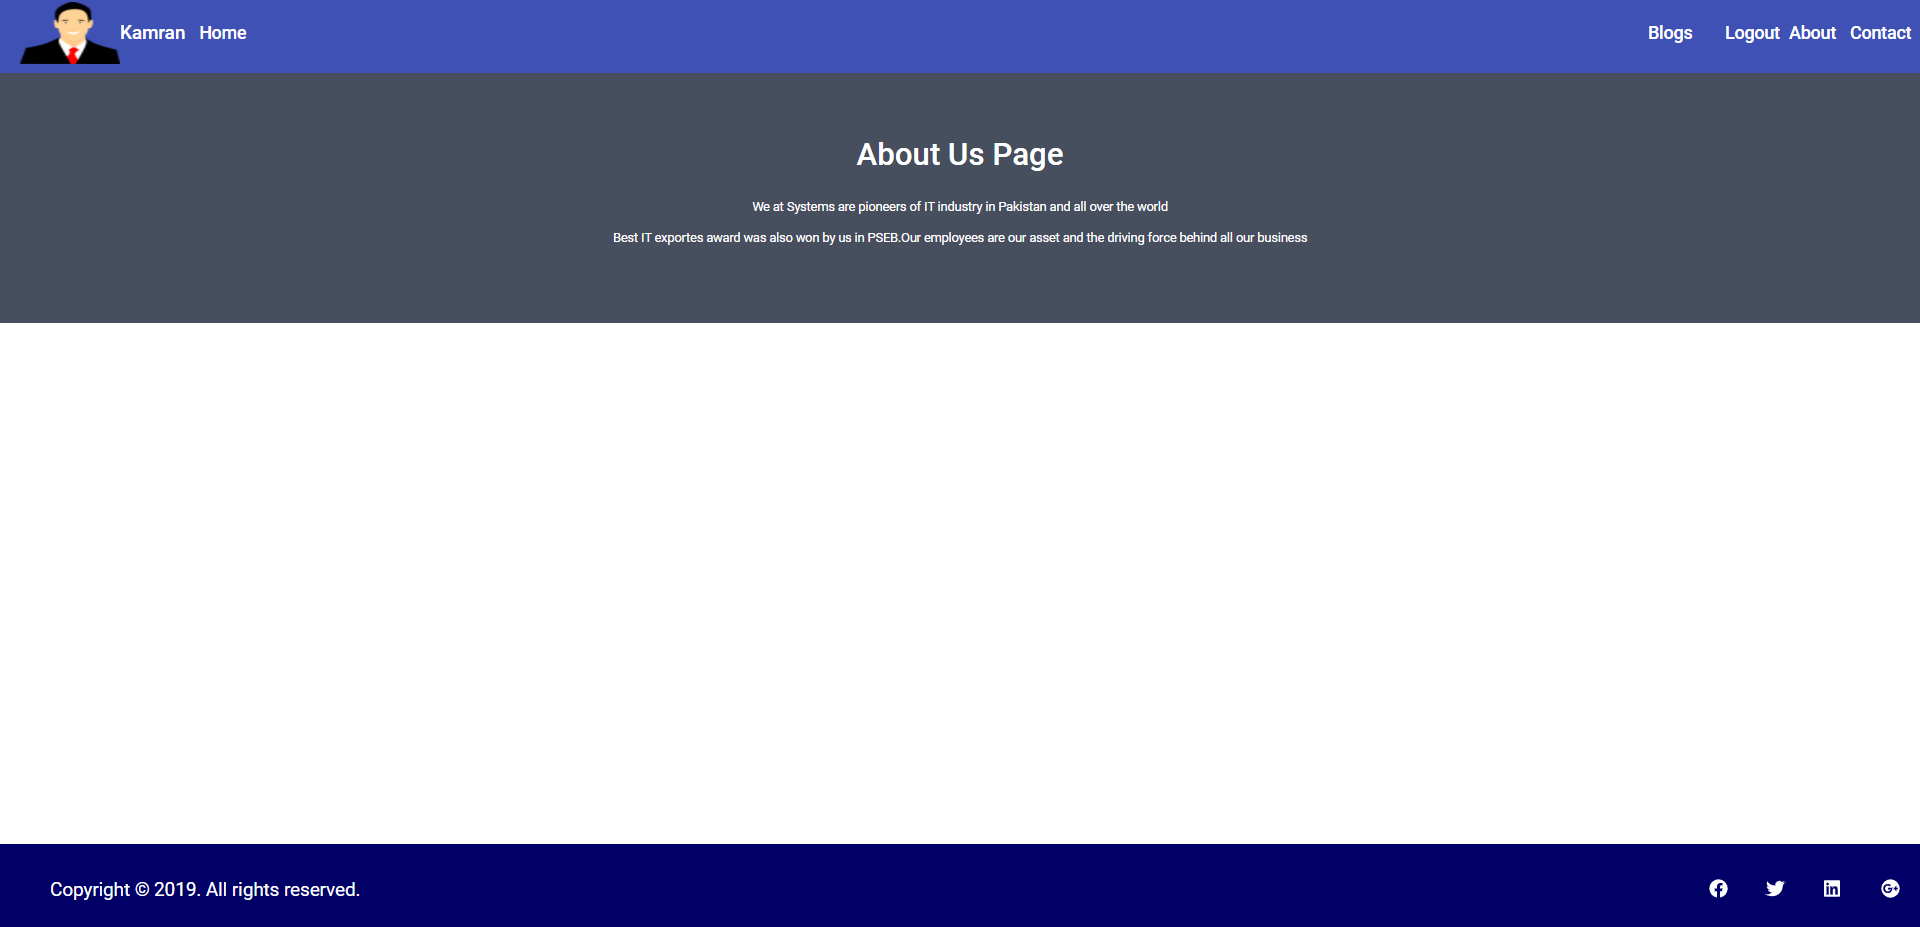 Kamran Home Blogs Logout About Contact
About Us Page
We at Systems are pioneers of IT industry in Pakistan and all over the world
Best IT exportes award was also won by us in PSEB.Our employees are our asset and the driving force behind all our business
Copyright © 2019. All rights reserved.